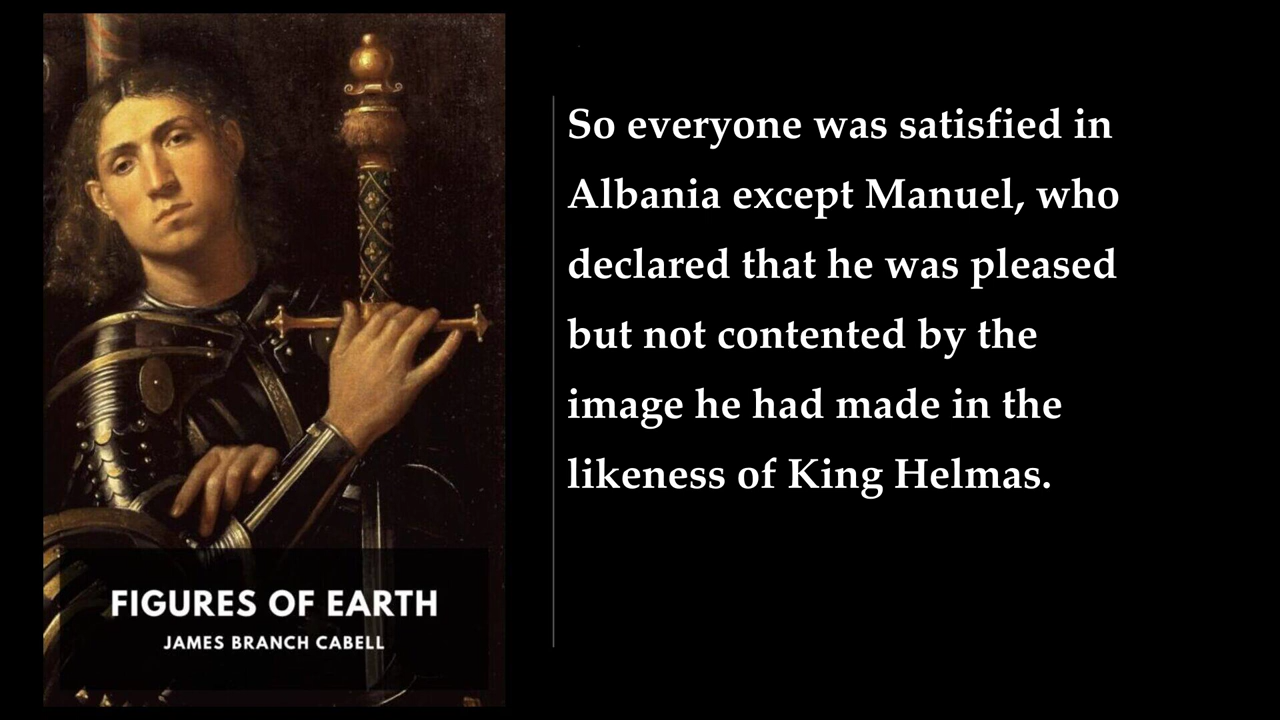 So everyone was satisfied in
Albania except Manuel, who
declared that he was pleased
but not contented by the
image he had made in the
likeness of King Helmas.
FIGURES OF EARTH
JAMES BRANCH CABELL